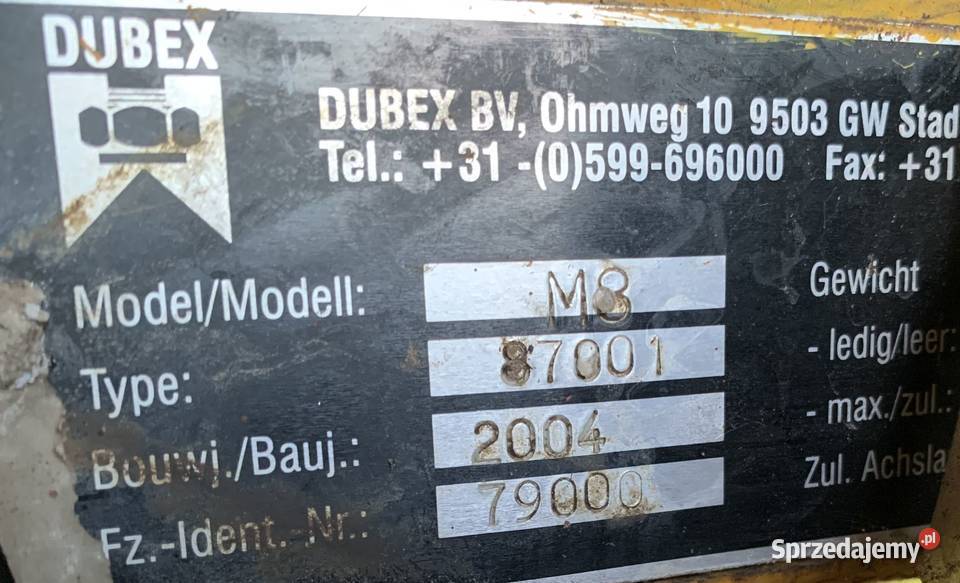 DUBEX
DUBEX BV, Ohmweg 10 9503 GW Stad
Tel.: +31 -(0)599-696000 Fax: +31
Model/Modell: M8 Gewicht
Type: 87001 - ledig/leer:
Bouwj./Bauj.: 2004 - max./zul.:
Fz.-Ident. Nr.: 79000 Zul. Achsla
Sprzedajemy.pl